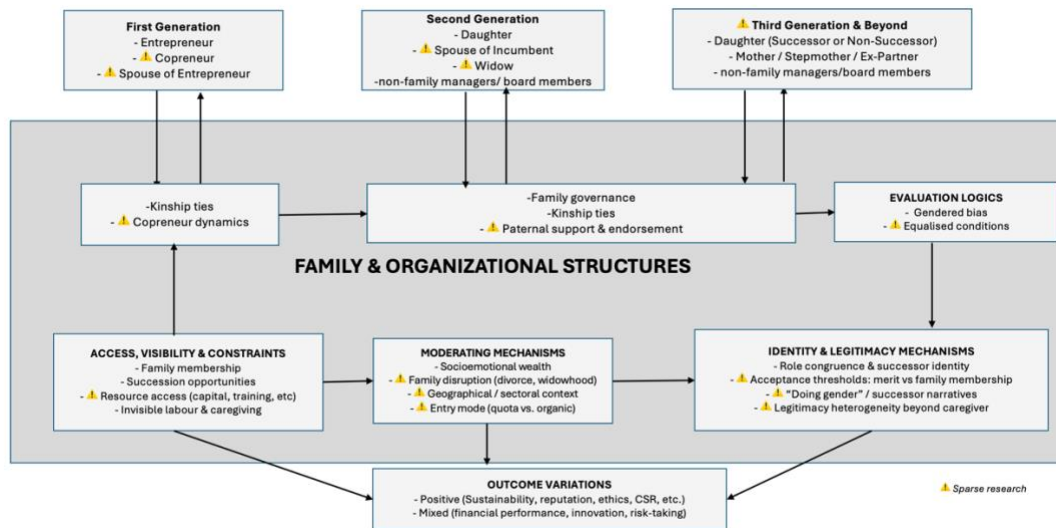 First Generation
- Entrepreneur
- ⚠ Copreneur
- ⚠ Spouse of Entrepreneur
Second Generation
- Daughter
- ⚠ Spouse of Incumbent
- ⚠ Widow
-non-family managers/ board members
⚠ Third Generation & Beyond
- Daughter (Successor or Non-Successor)
- Mother / Stepmother / Ex-Partner
- non-family managers/board members
-Kinship ties
- ⚠ Copreneur dynamics
-Family governance
-Kinship ties
- ⚠ Paternal support & endorsement
EVALUATION LOGICS
- Gendered bias
- ⚠ Equalised conditions
FAMILY & ORGANIZATIONAL STRUCTURES
ACCESS, VISIBILITY & CONSTRAINTS
- Family membership
- Succession opportunities
- ⚠ Resource access (capital, training, etc)
- Invisible labour & caregiving
MODERATING MECHANISMS
- Socioemotional wealth
- ⚠ Family disruption (divorce, widowhood)
- ⚠ Geographical / sectoral context
- ⚠ Entry mode (quota vs. organic)
IDENTITY & LEGITIMACY MECHANISMS
- Role congruence & successor identity
- ⚠ Acceptance thresholds: merit vs family membership
- ⚠ "Doing gender" / successor narratives
- ⚠ Legitimacy heterogeneity beyond caregiver
OUTCOME VARIATIONS
- Positive (Sustainability, reputation, ethics, CSR, etc.)
- Mixed (financial performance, innovation, risk-taking)
⚠ Sparse research